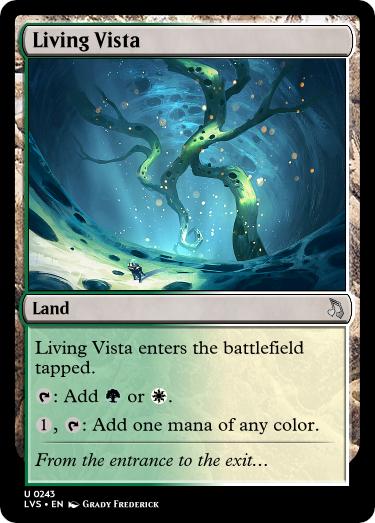 Living Vista
Land
Living Vista enters the battlefield
tapped.
: Add or .
1, : Add one mana of any color.
From the entrance to the exit…
U 0243
LVS • EN Grady Frederick